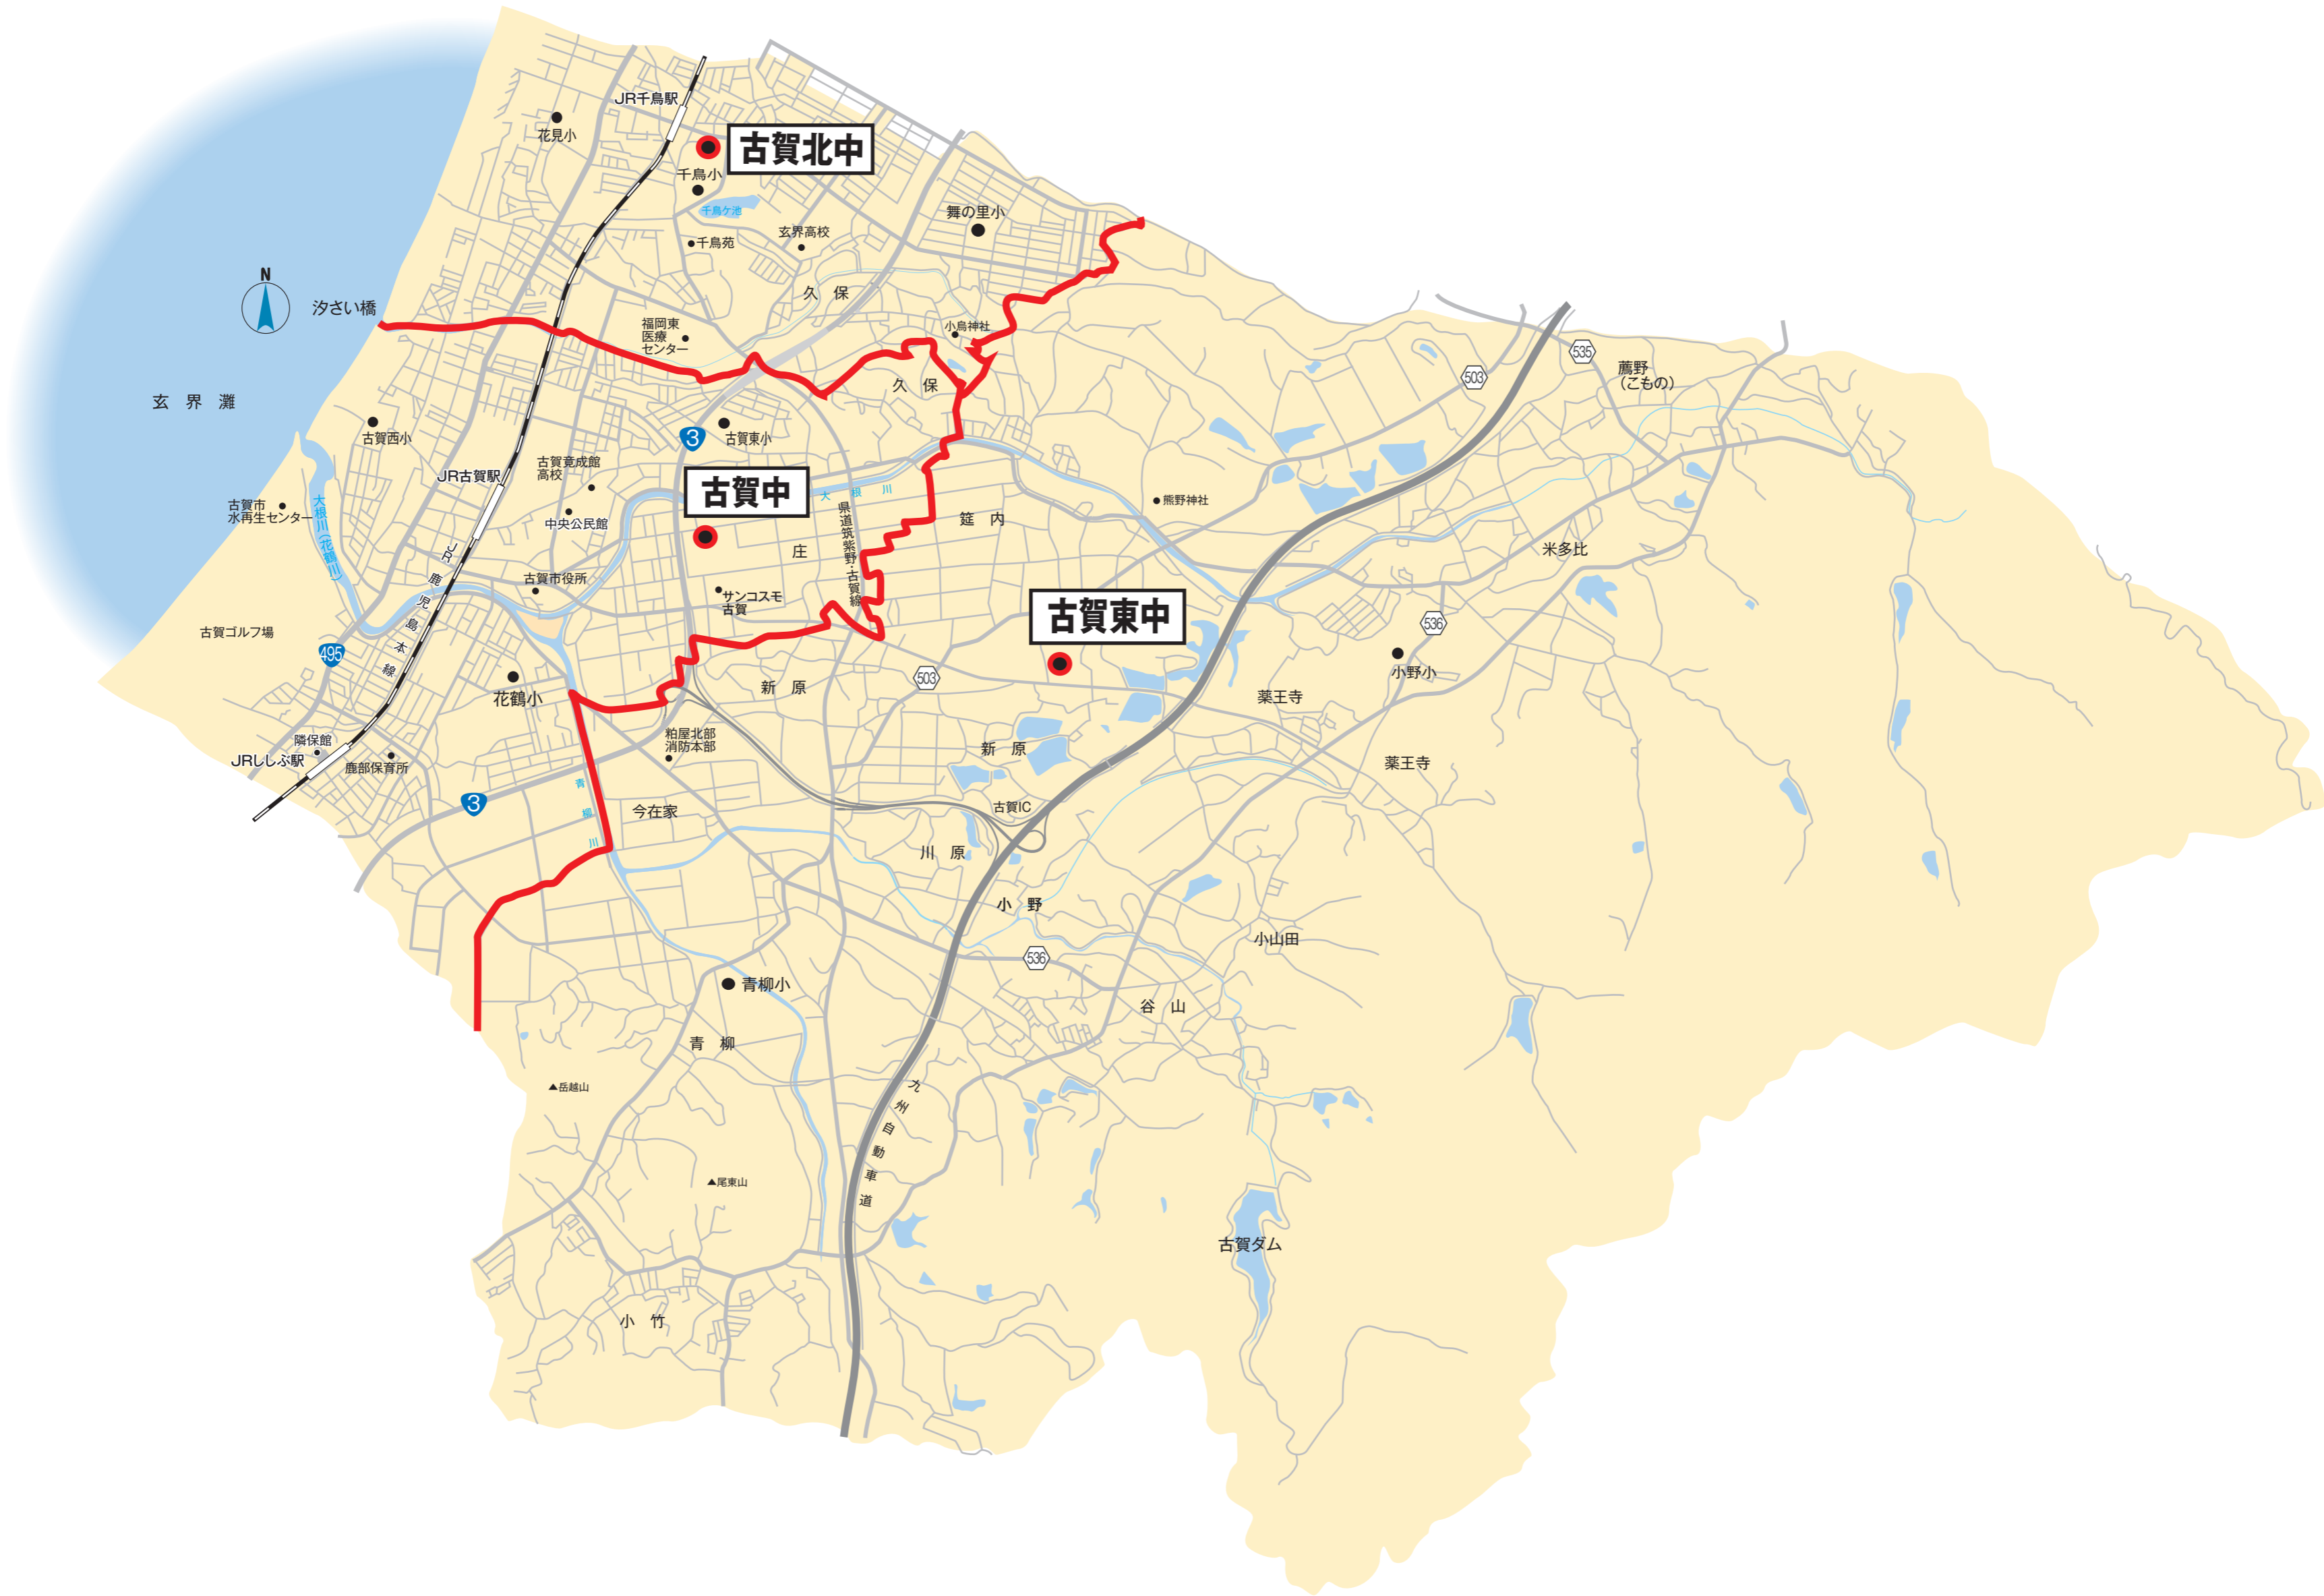 JR千鳥駅
花見小
古賀北中
千鳥小
千鳥ケ池
舞の里小
千鳥苑
玄界高校
N
汐さい橋
久 保
福岡東
医療
センター
小烏神社
503
535
薦野
(こもの)
玄 界 灘
久 保
古賀西小
3
古賀東小
古賀竟成館
高校
JR古賀駅
古賀中
大根川
古賀市
水再生センター
大根川(花鶴川)
中央公民館
県道筑紫野・古賀線
筵 内
熊野神社
庄
米多比
JR鹿児島本線
古賀市役所
サンコスモ
古賀
古賀東中
536
古賀ゴルフ場
495
花鶴小
新 原
503
小野小
薬王寺
隣保館
JRししぶ駅
鹿部保育所
粕屋北部
消防本部
新 原
薬王寺
3
青柳川
今在家
古賀IC
川 原
小 野
小山田
536
青柳小
谷 山
青 柳
岳越山
九州自動車道
尾東山
古賀ダム
小 竹